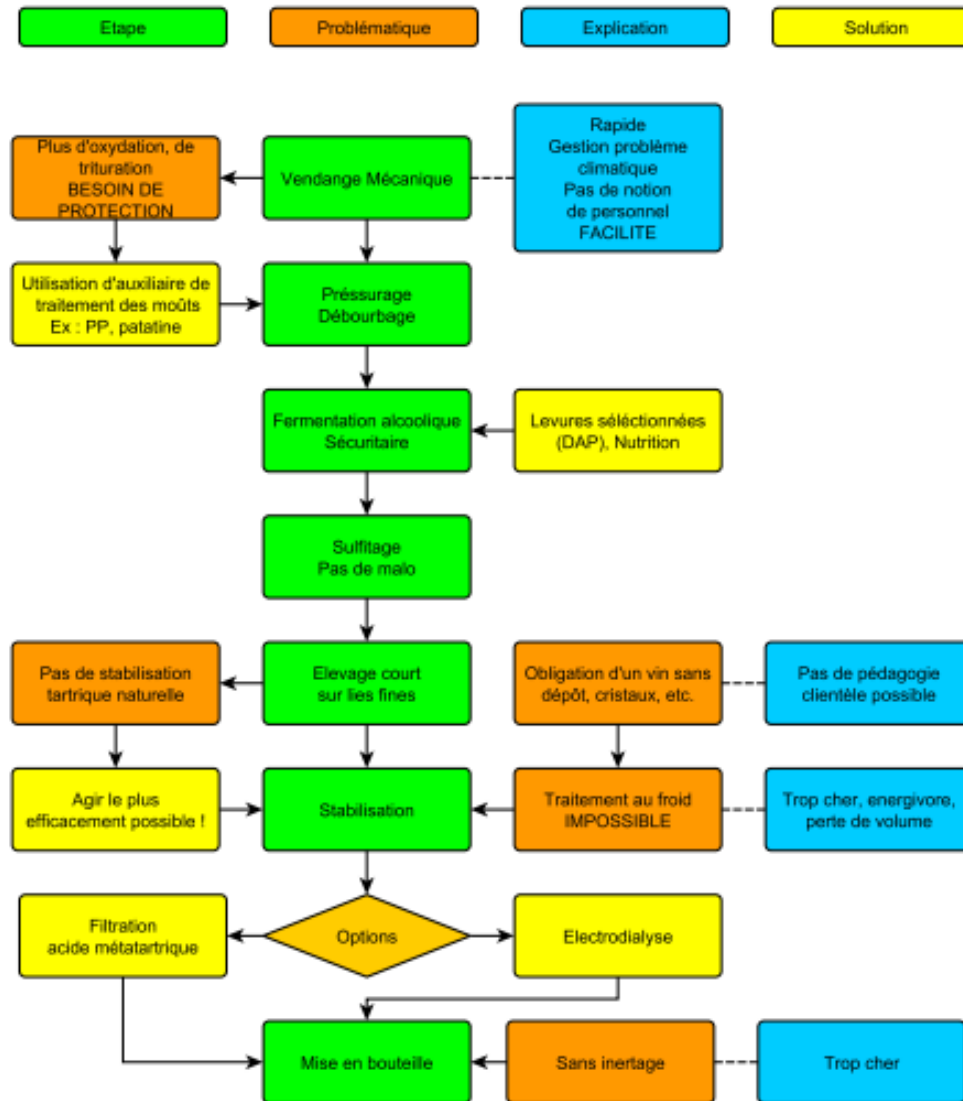 Etape
Problématique
Explication
Solution
Plus d'oxydation, de
trituration
BESOIN DE
PROTECTION
Vendange Mécanique
Rapide
Gestion problème
climatique
Pas de notion
de personnel
FACILITE
Utilisation d'auxiliaire de
traitement des moûts
Ex : PP, patatine
Préssurage
Débourbage
Fermentation alcoolique
Sécuritaire
Levures séléctionnées
(DAP), Nutrition
Sulfitage
Pas de malo
Pas de stabilisation
tartrique naturelle
Elevage court
sur lies fines
Obligation d'un vin sans
dépôt, cristaux, etc.
Pas de pédagogie
clientèle possible
Agir le plus
efficacement possible !
Stabilisation
Traitement au froid
IMPOSSIBLE
Trop cher, energivore,
perte de volume
Filtration
acide métatartrique
Options
Electrodialyse
Mise en bouteille
Sans inertage
Trop cher